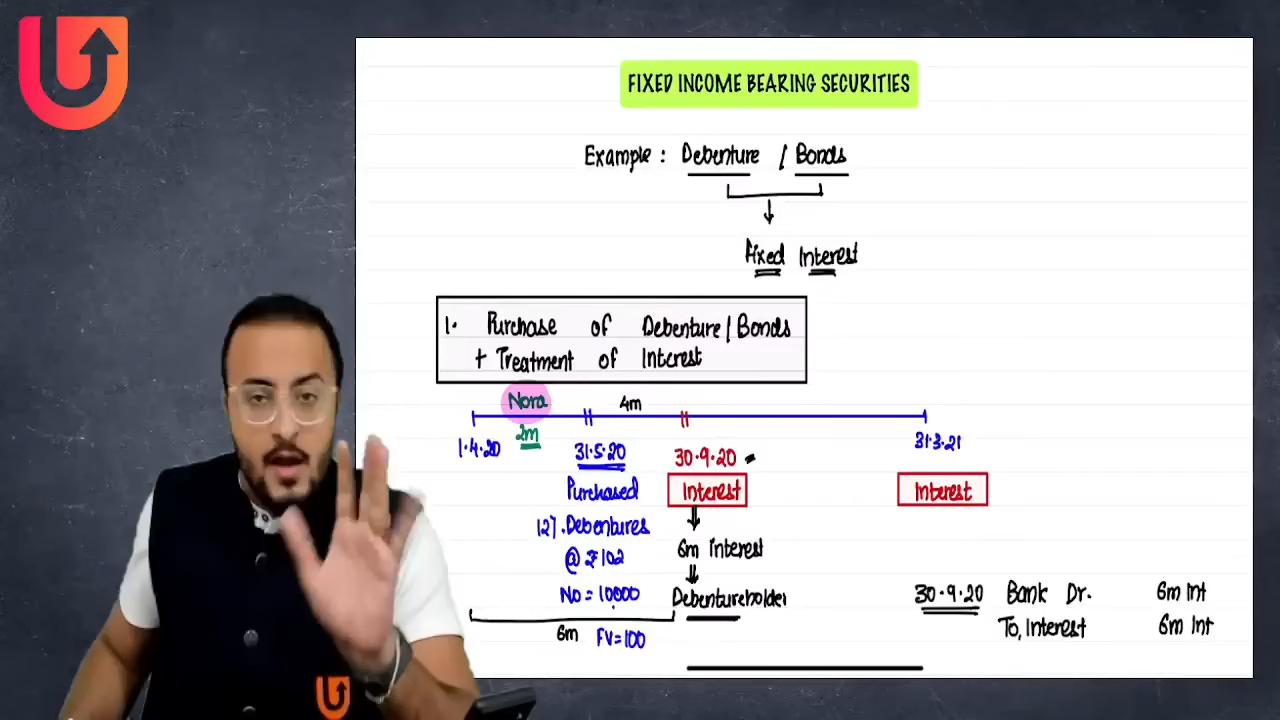 FIXED INCOME BEARING SECURITIES
Example : Debenture / Bonds
Fixed Interest
1. Purchase of Debenture / Bonds
+ Treatment of Interest
Nora
4m
2m
1.4.20
31.5.20
30.9.20
31.3.21
Purchased
Interest
Interest
12%. Debentures
@ ₹102
No = 10,000
6m
FV=100
6m Interest
Debentureholder
30.9.20 Bank Dr. 6m Int
To, Interest 6m Int